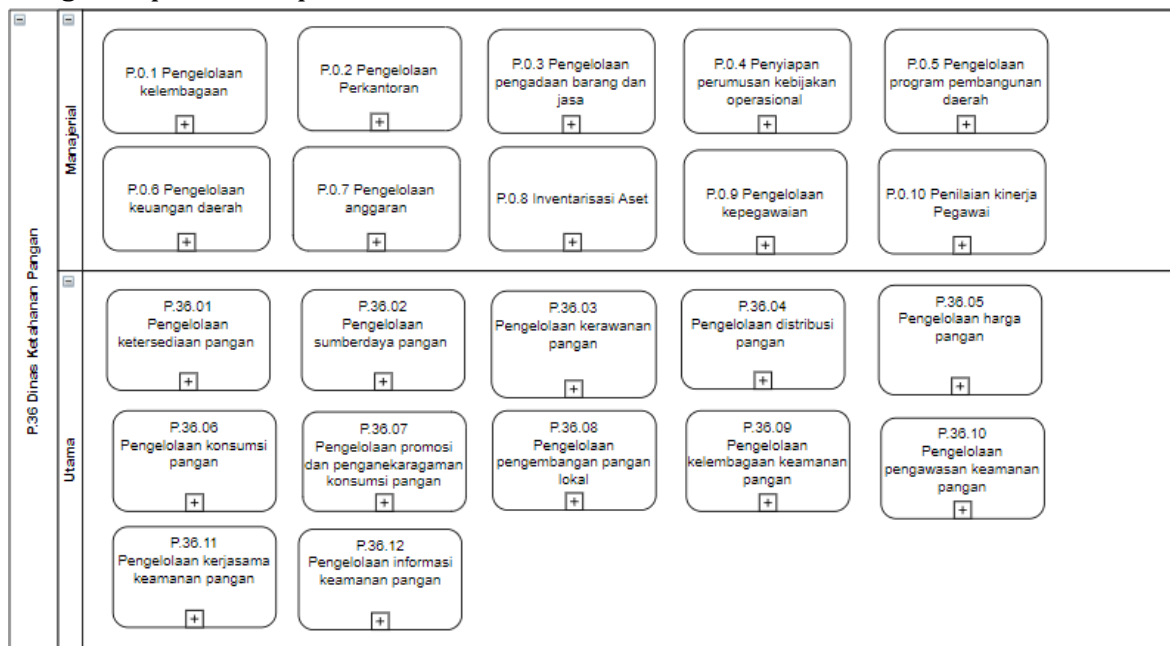 P.36 Dinas Ketahanan Pangan
Manajerial
P.0.1 Pengelolaan
kelembagaan
P.0.2 Pengelolaan
Perkantoran
P.0.3 Pengelolaan
pengadaan barang dan
jasa
P.0.4 Penyiapan
perumusan kebijakan
operasional
P.0.5 Pengelolaan
program pembangunan
daerah
P.0.6 Pengelolaan
keuangan daerah
P.0.7 Pengelolaan
anggaran
P.0.8 Inventarisasi Aset
P.0.9 Pengelolaan
kepegawaian
P.0.10 Penilaian kinerja
Pegawai
Utama
P.36.01
Pengelolaan
ketersediaan pangan
P.36.02
Pengelolaan
sumberdaya pangan
P.36.03
Pengelolaan kerawanan
pangan
P.36.04
Pengelolaan distribusi
pangan
P.36.05
Pengelolaan harga
pangan
P.36.06
Pengelolaan konsumsi
pangan
P.36.07
Pengelolaan promosi
dan penganekaragaman
konsumsi pangan
P.36.08
Pengelolaan
pengembangan pangan
lokal
P.36.09
Pengelolaan
kelembagaan keamanan
pangan
P.36.10
Pengelolaan
pengawasan keamanan
pangan
P.36.11
Pengelolaan kerjasama
keamanan pangan
P.36.12
Pengelolaan informasi
keamanan pangan